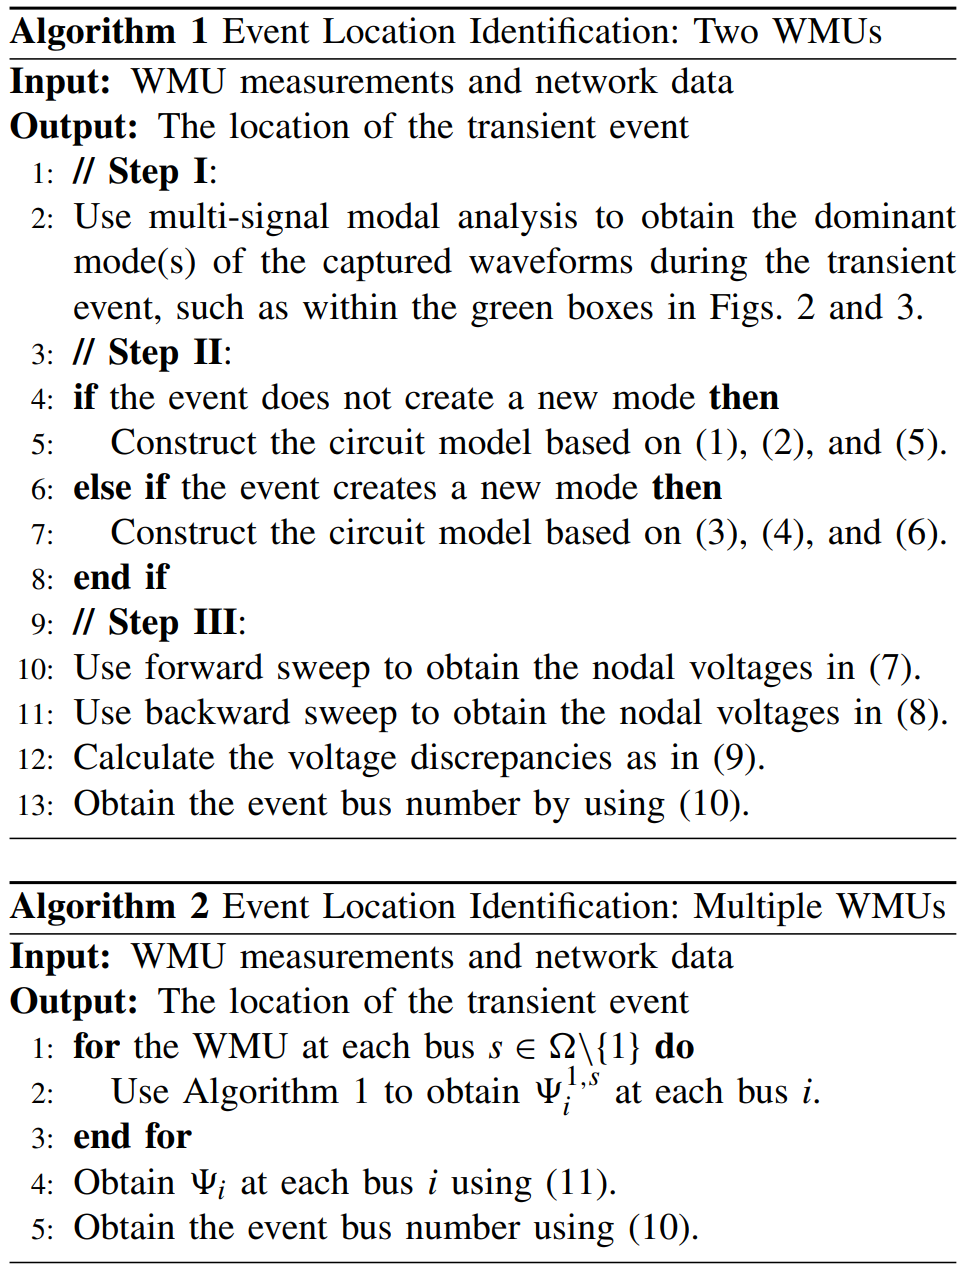 Algorithm 1 Event Location Identification: Two WMUs
Input: WMU measurements and network data
Output: The location of the transient event
1: // Step I:
2: Use multi-signal modal analysis to obtain the dominant
mode(s) of the captured waveforms during the transient
event, such as within the green boxes in Figs. 2 and 3.
3: // Step II:
4: if the event does not create a new mode then
5: Construct the circuit model based on (1), (2), and (5).
6: else if the event creates a new mode then
7: Construct the circuit model based on (3), (4), and (6).
8: end if
9: // Step III:
10: Use forward sweep to obtain the nodal voltages in (7).
11: Use backward sweep to obtain the nodal voltages in (8).
12: Calculate the voltage discrepancies as in (9).
13: Obtain the event bus number by using (10).
Algorithm 2 Event Location Identification: Multiple WMUs
Input: WMU measurements and network data
Output: The location of the transient event
1: for the WMU at each bus s ∈ Ω\{1} do
2: Use Algorithm 1 to obtain Ψ_i^{1,s} at each bus i.
3: end for
4: Obtain Ψ_i at each bus i using (11).
5: Obtain the event bus number using (10).